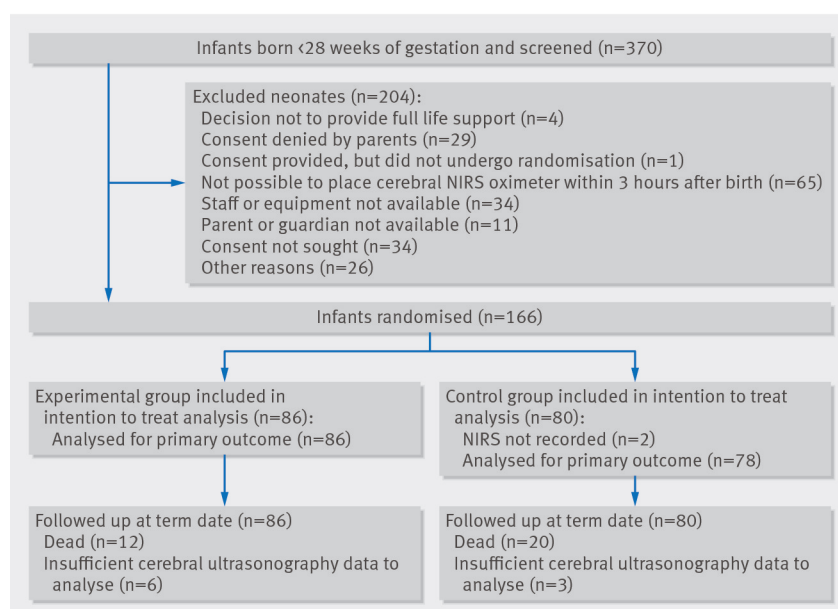 Infants born <28 weeks of gestation and screened (n=370)
Excluded neonates (n=204):
Decision not to provide full life support (n=4)
Consent denied by parents (n=29)
Consent provided, but did not undergo randomisation (n=1)
Not possible to place cerebral NIRS oximeter within 3 hours after birth (n=65)
Staff or equipment not available (n=34)
Parent or guardian not available (n=11)
Consent not sought (n=34)
Other reasons (n=26)
Infants randomised (n=166)
Experimental group included in
intention to treat analysis (n=86):
Analysed for primary outcome (n=86)
Control group included in intention to treat
analysis (n=80):
NIRS not recorded (n=2)
Analysed for primary outcome (n=78)
Followed up at term date (n=86)
Dead (n=12)
Insufficient cerebral ultrasonography data to
analyse (n=6)
Followed up at term date (n=80)
Dead (n=20)
Insufficient cerebral ultrasonography data to
analyse (n=3)